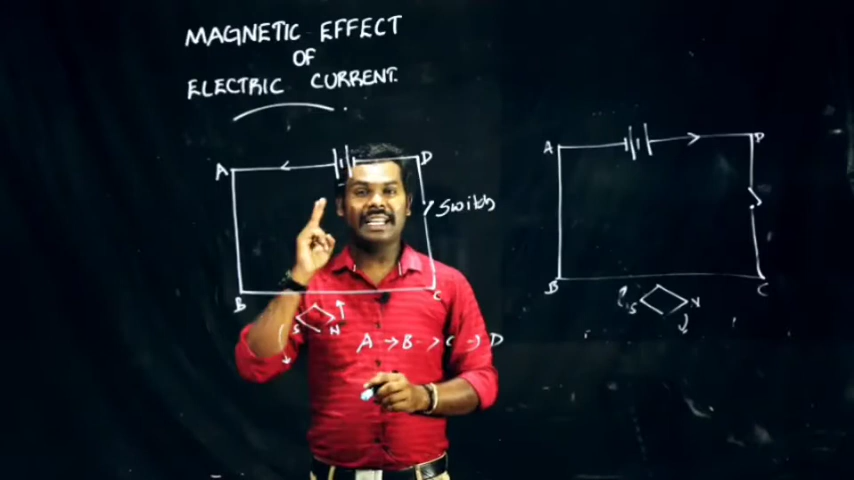 MAGNETIC EFFECT
OF
ELECTRIC CURRENT.
A D
Switch
B C
S N
A → B → C → D
A D
B C
S N